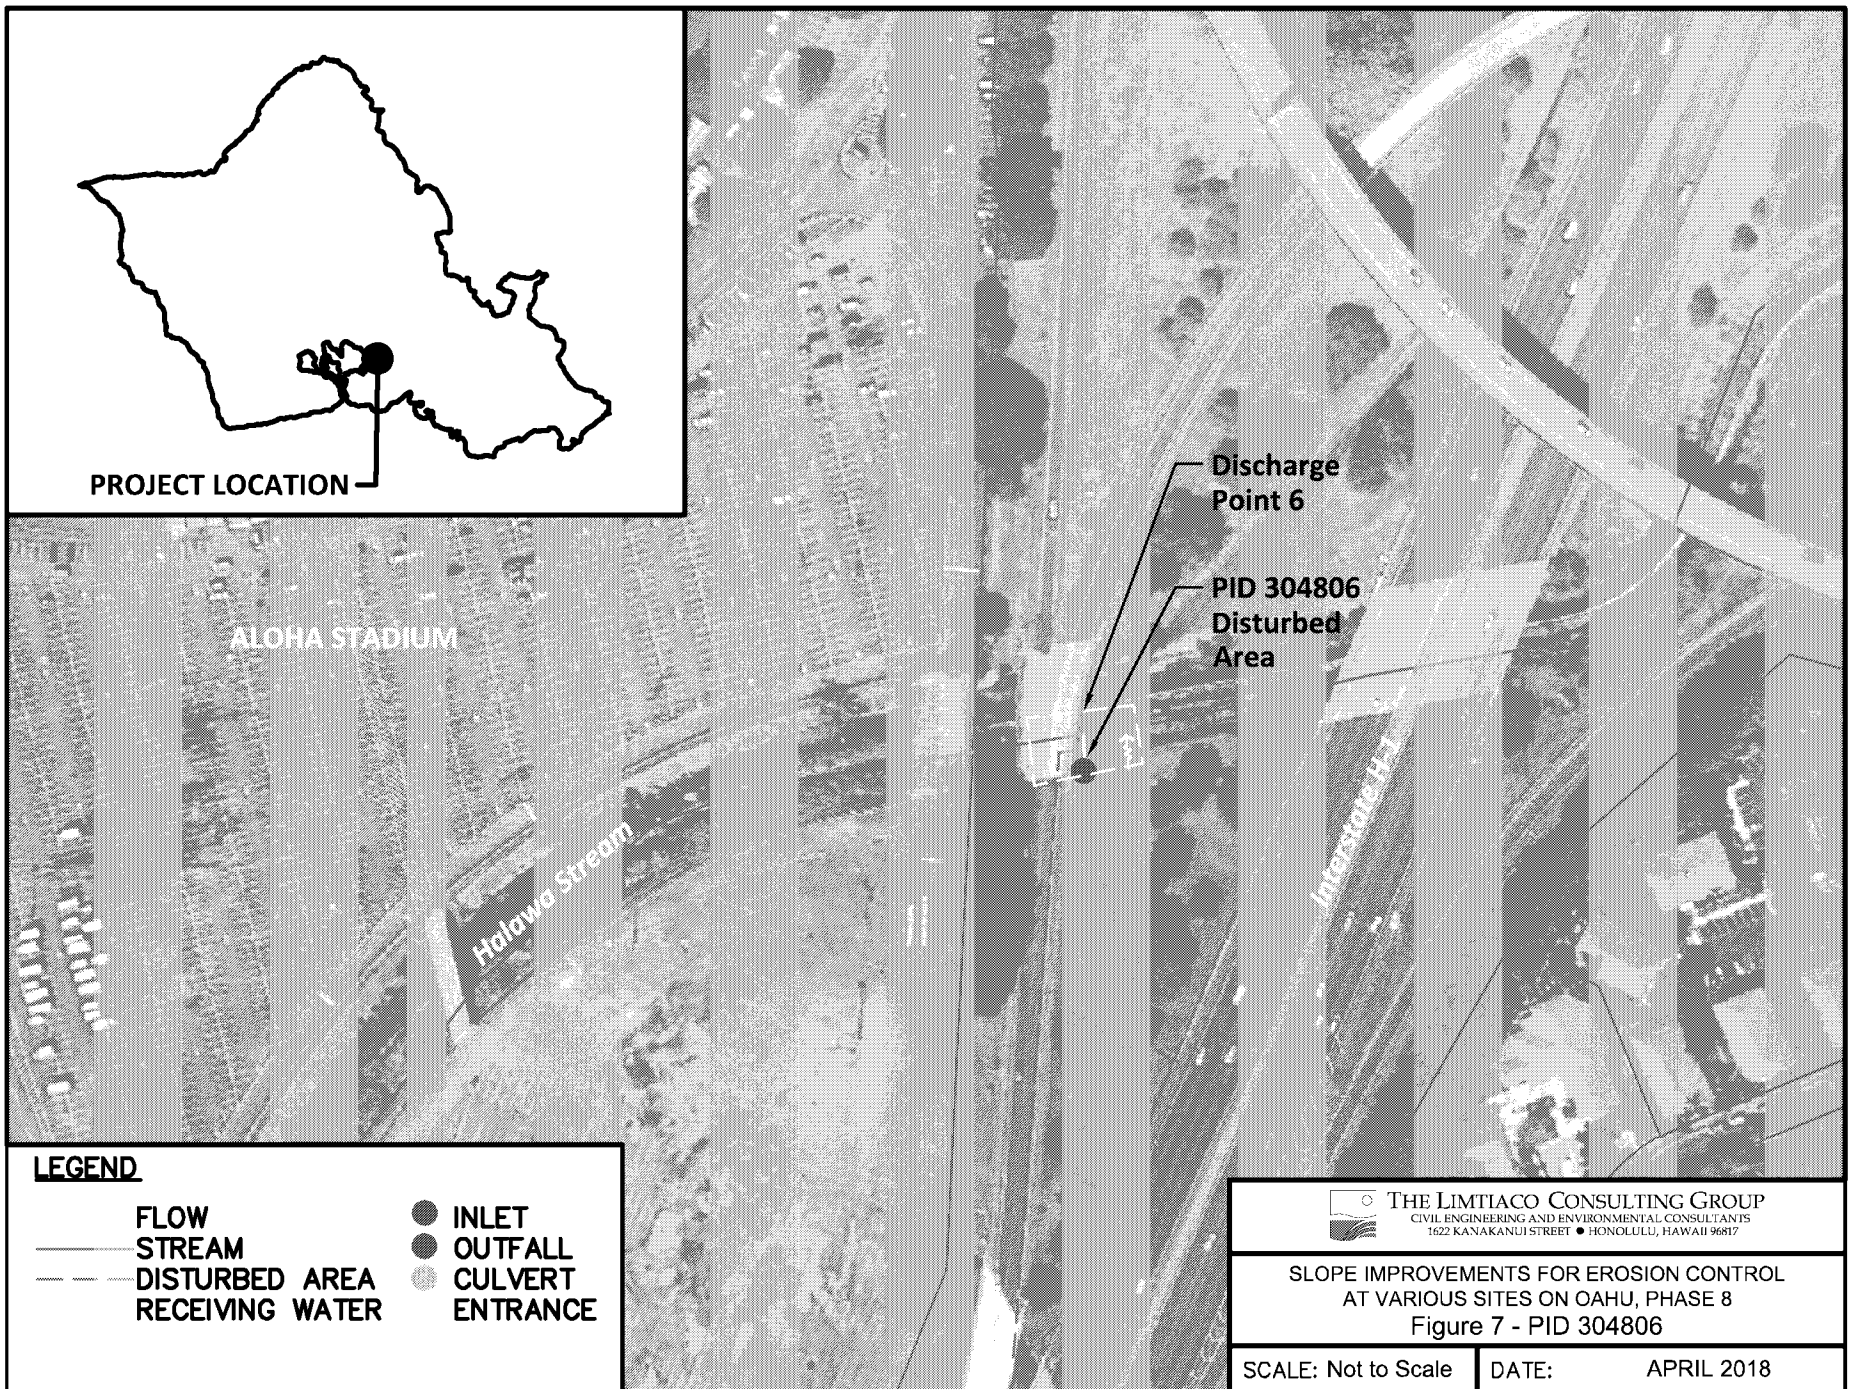 PROJECT LOCATION
Discharge
Point 6
PID 304806
Disturbed
Area
ALOHA STADIUM
Halawa Stream
Interstate H-1
LEGEND
FLOW
STREAM
DISTURBED AREA
RECEIVING WATER
INLET
OUTFALL
CULVERT
ENTRANCE
THE LIMTIACO CONSULTING GROUP
CIVIL ENGINEERING AND ENVIRONMENTAL CONSULTANTS
1622 KANAKANUI STREET ● HONOLULU, HAWAII 96817
SLOPE IMPROVEMENTS FOR EROSION CONTROL
AT VARIOUS SITES ON OAHU, PHASE 8
Figure 7 - PID 304806
SCALE: Not to Scale
DATE: APRIL 2018